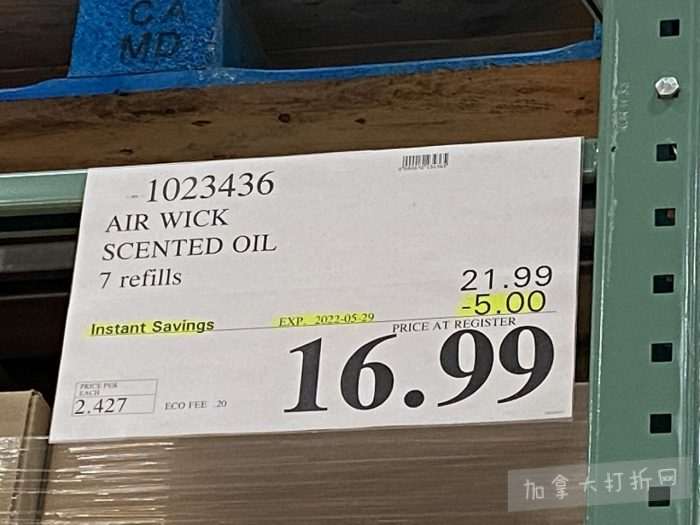 C.A
MD
1023436
AIR WICK
SCENTED OIL
7 refills
21.99
-5.00
Instant Savings EXP. 2022-05-29
PRICE AT REGISTER
16.99
PRICE PER
EACH
2.427
ECO FEE .20
加拿大打折网